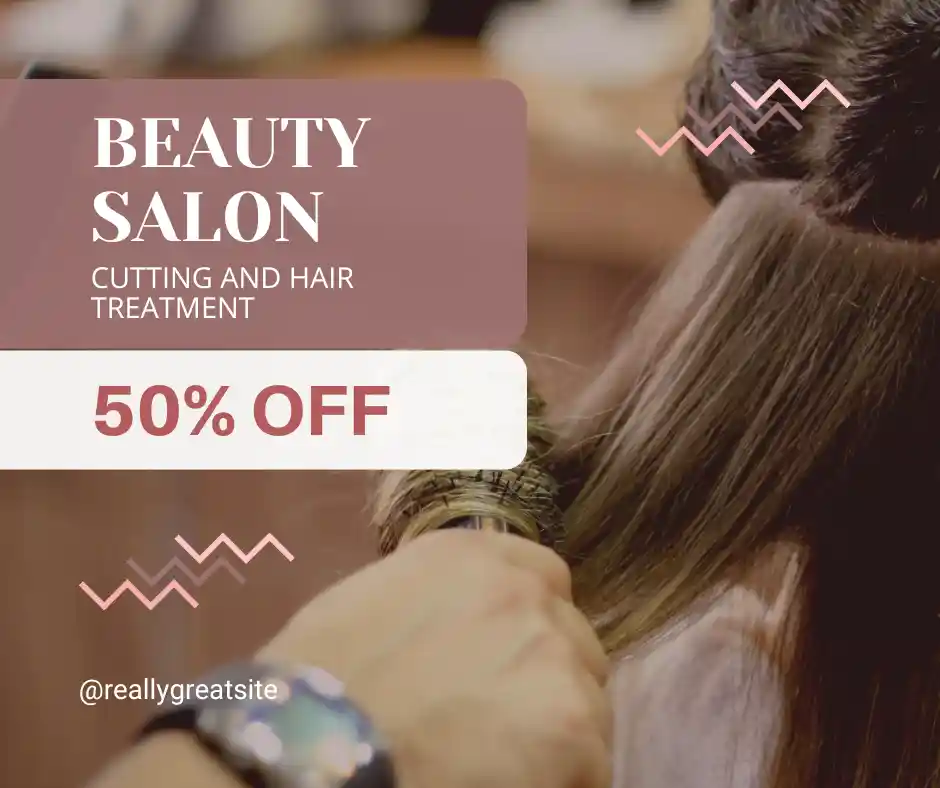 BEAUTY
SALON
CUTTING AND HAIR
TREATMENT
50% OFF
@reallygreatsite